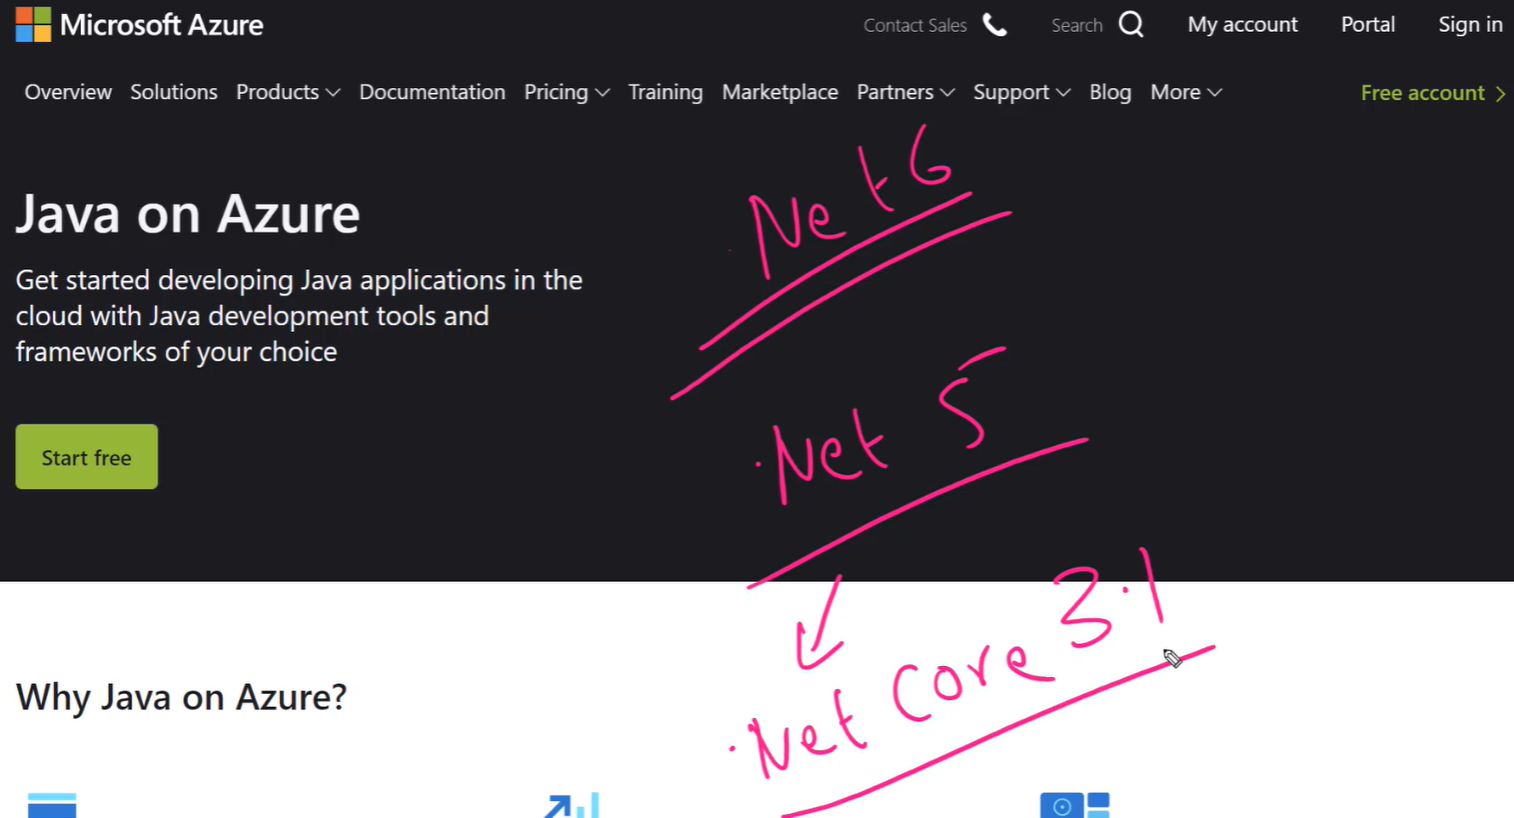 Microsoft Azure
Contact Sales Search My account Portal Sign in
Overview Solutions Products Documentation Pricing Training Marketplace Partners Support Blog More Free account
.Net 6
Java on Azure
Get started developing Java applications in the
cloud with Java development tools and
frameworks of your choice
.Net 5
Start free
.Net Core 3.1
Why Java on Azure?